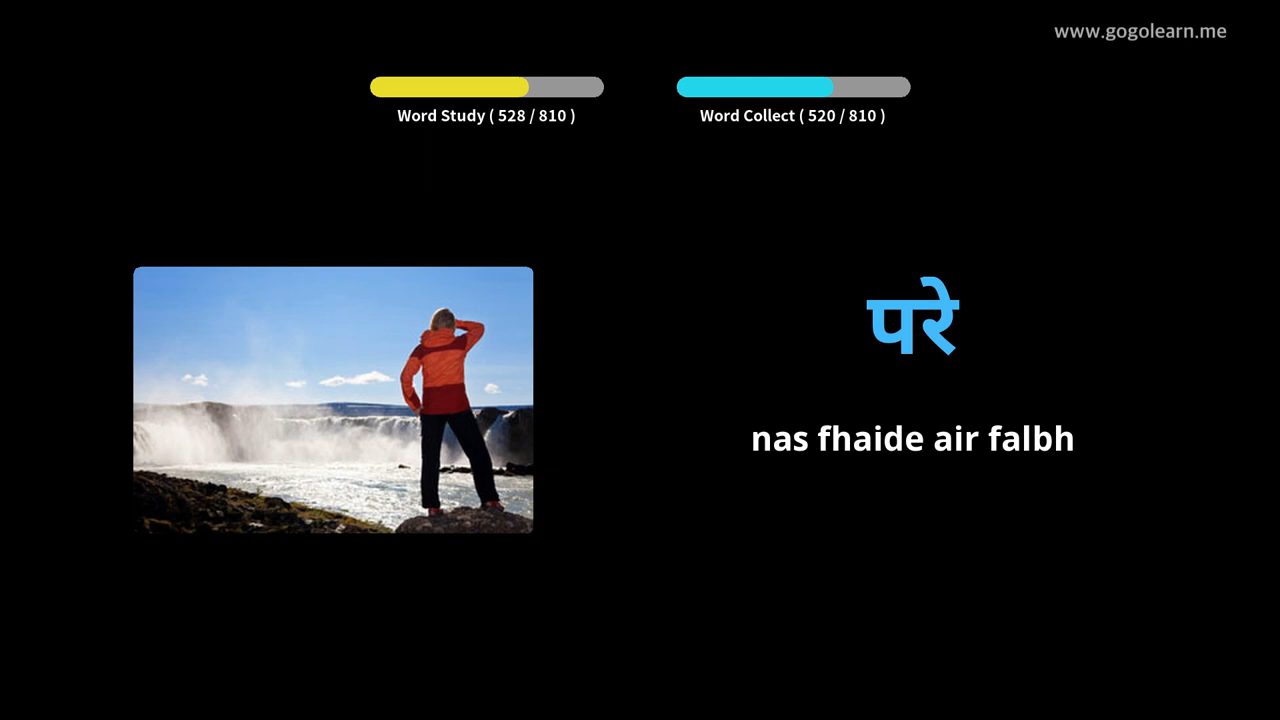 www.gogolearn.me
Word Study ( 528 / 810 )
Word Collect ( 520 / 810 )
परे
nas fhaide air falbh